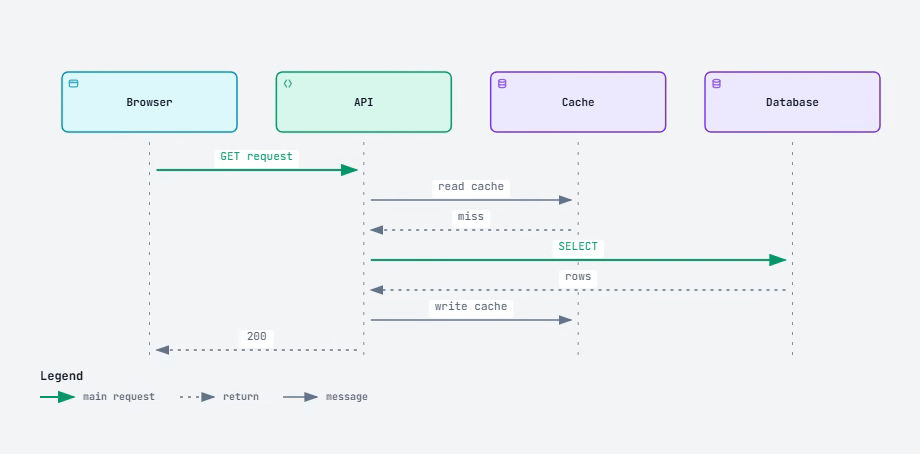 Browser
API
Cache
Database
GET request
read cache
miss
SELECT
rows
write cache
200
Legend
main request
return
message